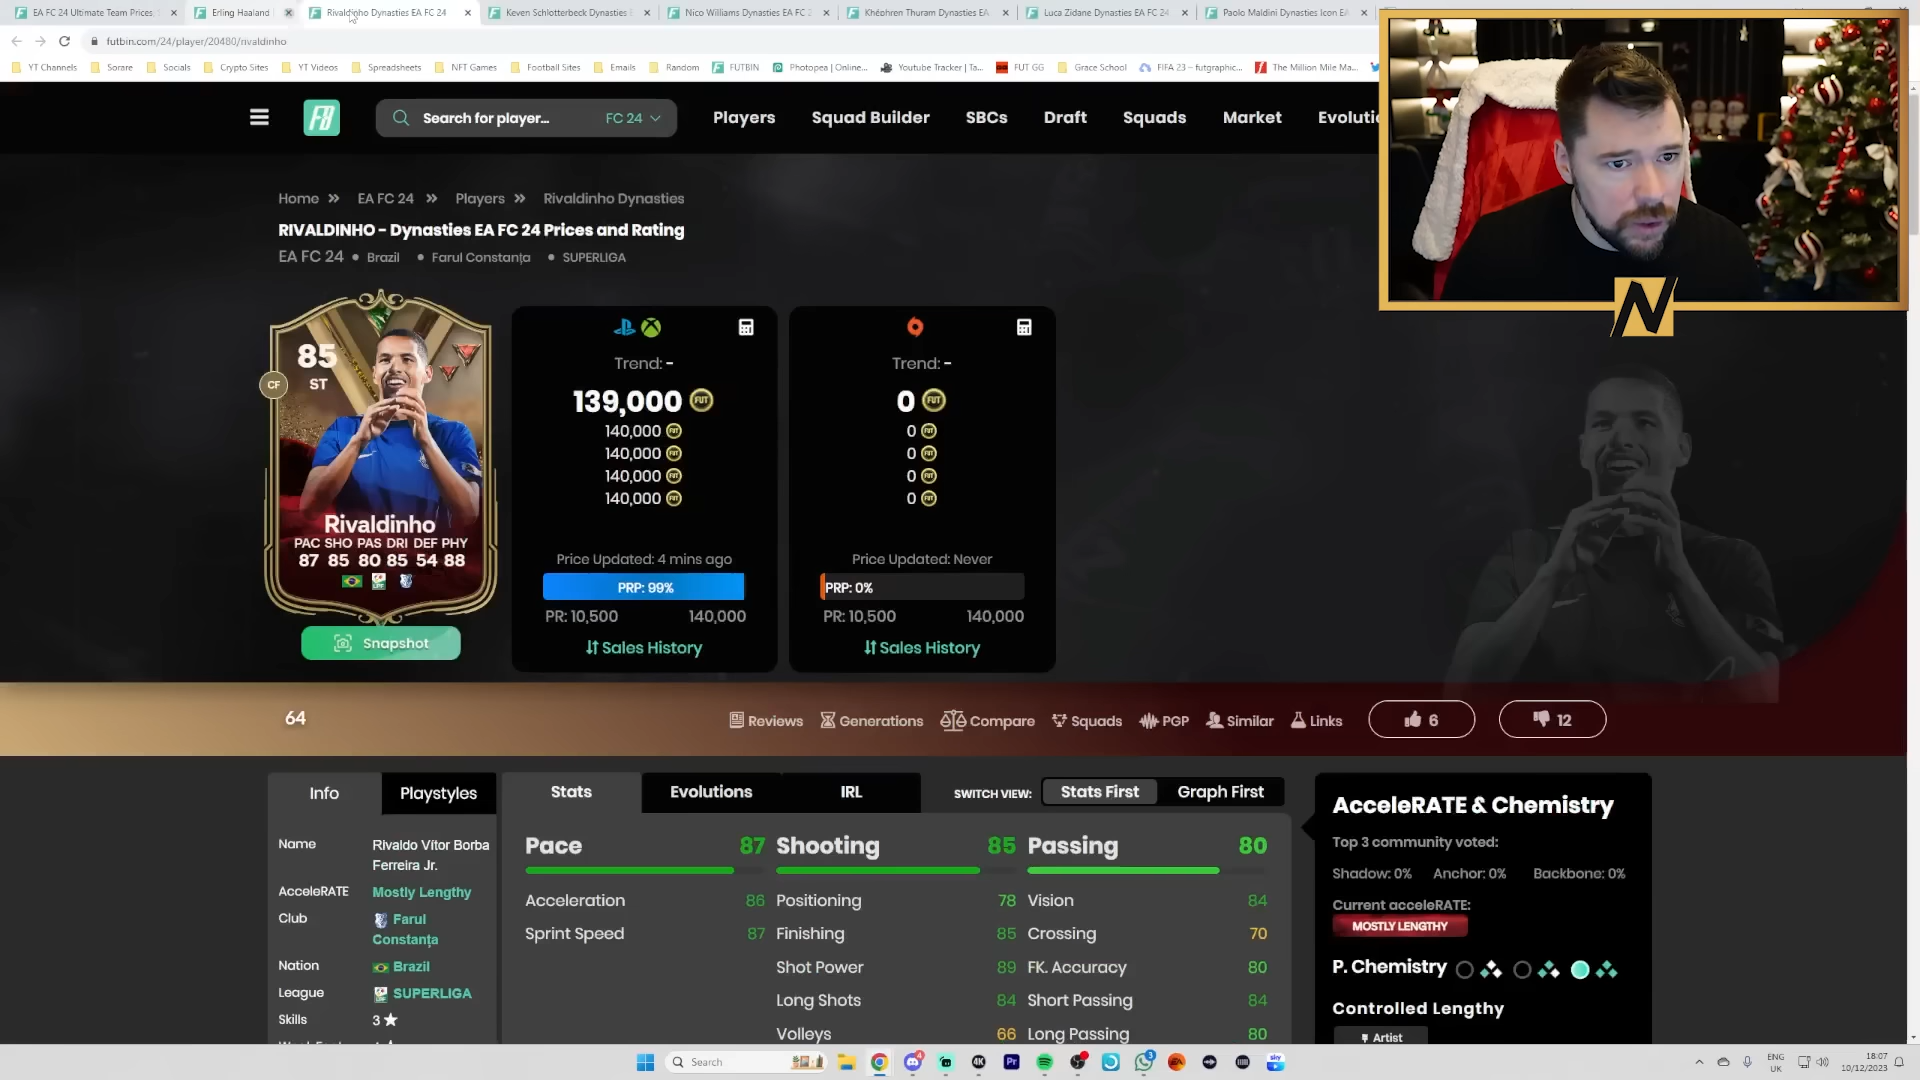 EA FC 24 Ultimate Team Prices,
Erling Haaland
Rivaldinho Dynasties EA FC 24
Keven Schlotterbeck Dynasties E
Nico Williams Dynasties EA FC 2
Khéphren Thuram Dynasties EA
Luca Zidane Dynasties EA FC 24
Paolo Maldini Dynasties Icon EA
futbin.com/24/player/20480/rivaldinho
YT Channels
Sorare
Socials
Crypto Sites
YT Videos
Spreadsheets
NFT Games
Football Sites
Emails
Random
FUTBIN
Photopea | Online...
Youtube Tracker | Ta...
FUT GG
Grace School
FIFA 23 – futgraphic...
The Million Mile Ma...
Search for player...
FC 24
Players
Squad Builder
SBCs
Draft
Squads
Market
Evoluti
Home » EA FC 24 » Players » Rivaldinho Dynasties
RIVALDINHO - Dynasties EA FC 24 Prices and Rating
EA FC 24 • Brazil • Farul Constanța • SUPERLIGA
85
ST
CF
Rivaldinho
PAC SHO PAS DRI DEF PHY
87 85 80 85 54 88
Snapshot
Trend: -
139,000
140,000
140,000
140,000
140,000
Price Updated: 4 mins ago
PRP: 99%
PR: 10,500 140,000
Sales History
Trend: -
0
0
0
0
0
Price Updated: Never
PRP: 0%
PR: 10,500 140,000
Sales History
N
64
Reviews
Generations
Compare
Squads
PGP
Similar
Links
6
12
Info
Playstyles
Name Rivaldo Vítor Borba
Ferreira Jr.
AcceleRATE Mostly Lengthy
Club Farul
Constanța
Nation Brazil
League SUPERLIGA
Skills 3
Stats
Evolutions
IRL
SWITCH VIEW:
Stats First
Graph First
Pace 87
Acceleration 86
Sprint Speed 87
Shooting 85
Positioning 78
Finishing 85
Shot Power 89
Long Shots 84
Volleys 66
Passing 80
Vision 84
Crossing 70
FK. Accuracy 80
Short Passing 84
Long Passing 80
AcceleRATE & Chemistry
Top 3 community voted:
Shadow: 0% Anchor: 0% Backbone: 0%
Current acceleRATE:
MOSTLY LENGTHY
P. Chemistry
Controlled Lengthy
Artist
Search
ENG
UK
18:07
10/12/2023